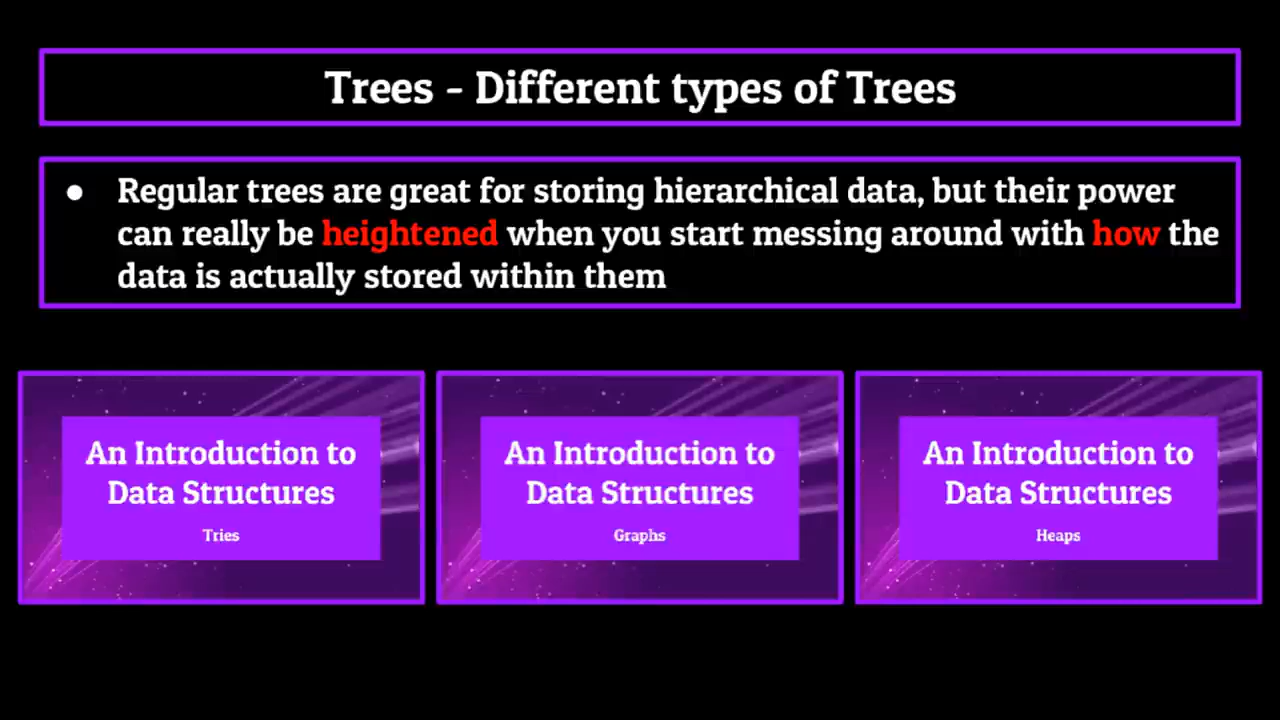 Trees - Different types of Trees
● Regular trees are great for storing hierarchical data, but their power
can really be heightened when you start messing around with how the
data is actually stored within them
An Introduction to
Data Structures
Tries
An Introduction to
Data Structures
Graphs
An Introduction to
Data Structures
Heaps